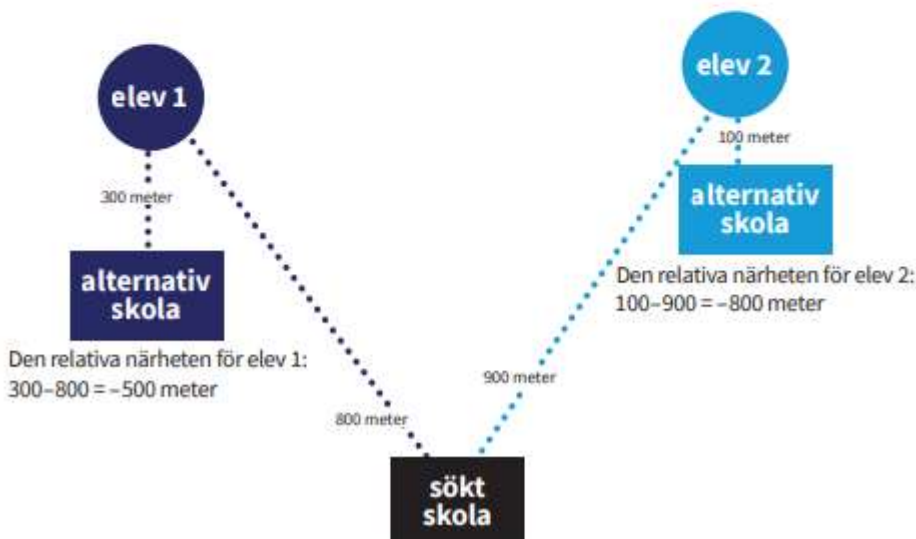 elev 1
300 meter
alternativ
skola
Den relativa närheten för elev 1:
300–800 = –500 meter
800 meter
elev 2
100 meter
alternativ
skola
Den relativa närheten för elev 2:
100–900 = –800 meter
900 meter
sökt
skola